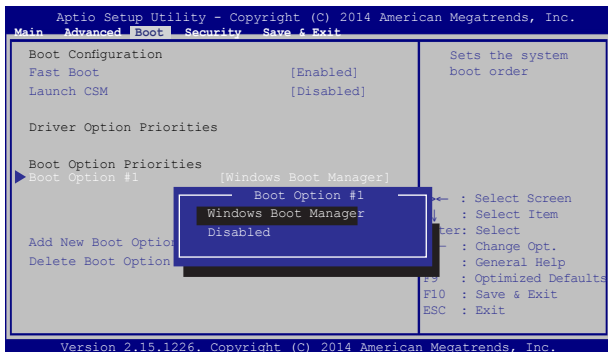 Aptio Setup Utility - Copyright (C) 2014 American Megatrends, Inc.
Main Advanced Boot Security Save & Exit
Boot Configuration
Fast Boot [Enabled]
Launch CSM [Disabled]
Driver Option Priorities
Boot Option Priorities
Boot Option #1 [Windows Boot Manager]
Add New Boot Option
Delete Boot Option
Boot Option #1
Windows Boot Manager
Disabled
Sets the system
boot order
→← : Select Screen
: Select Item
Select
: Change Opt.
: General Help
F9 : Optimized Defaults
F10 : Save & Exit
ESC : Exit
Version 2.15.1226. Copyright (C) 2014 American Megatrends, Inc.